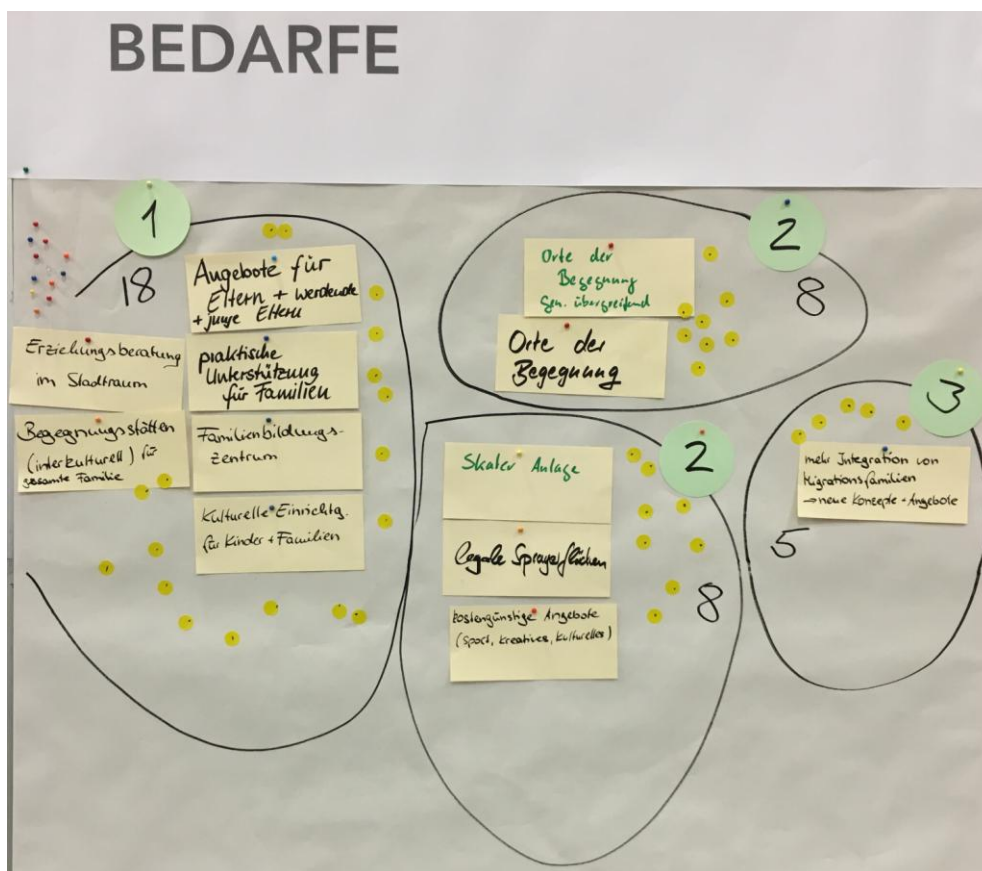 BEDARFE
1
18
Angebote für
Eltern + werdende
+ junge Eltern
Erziehungsberatung
im Stadtraum
praktische
Unterstützung
für Familien
Begegnungsstätten
(interkulturell) für
gesamte Familie
Familienbildungs-
zentrum
Kulturelle Einrichtg.
für Kinder + Familien
2
8
Orte der
Begegnung
Gen. übergreifend
Orte der
Begegnung
2
8
Skater Anlage
legale Sprayerflächen
kostengünstige Angebote
(Sport, kreatives, kulturelles)
3
5
mehr Integration von
Migrationsfamilien
→ neue Konzepte + Angebote